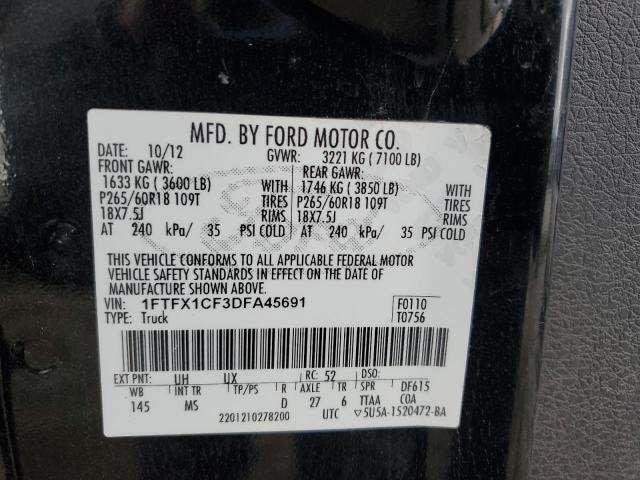 MFD. BY FORD MOTOR CO.
DATE: 10/12 GVWR: 3221 KG ( 7100 LB)
FRONT GAWR: REAR GAWR:
1633 KG ( 3600 LB) WITH 1746 KG ( 3850 LB) WITH
P265/60R18 109T TIRES P265/60R18 109T TIRES
18X7.5J RIMS 18X7.5J RIMS
AT 240 kPa/ 35 PSI COLD AT 240 kPa/ 35 PSI COLD
THIS VEHICLE CONFORMS TO ALL APPLICABLE FEDERAL MOTOR
VEHICLE SAFETY STANDARDS IN EFFECT ON THE DATE OF
MANUFACTURE SHOWN ABOVE.
VIN: 1FTFX1CF3DFA45691 F0110
TYPE: Truck T0756
EXT PNT: UH UX RC: 52 DSO:
WB INT TR TP/PS R AXLE TR SPR DF615
145 MS D 27 6 TTAA COA
2201210278200 UTC ▽5U5A-1520472-BA